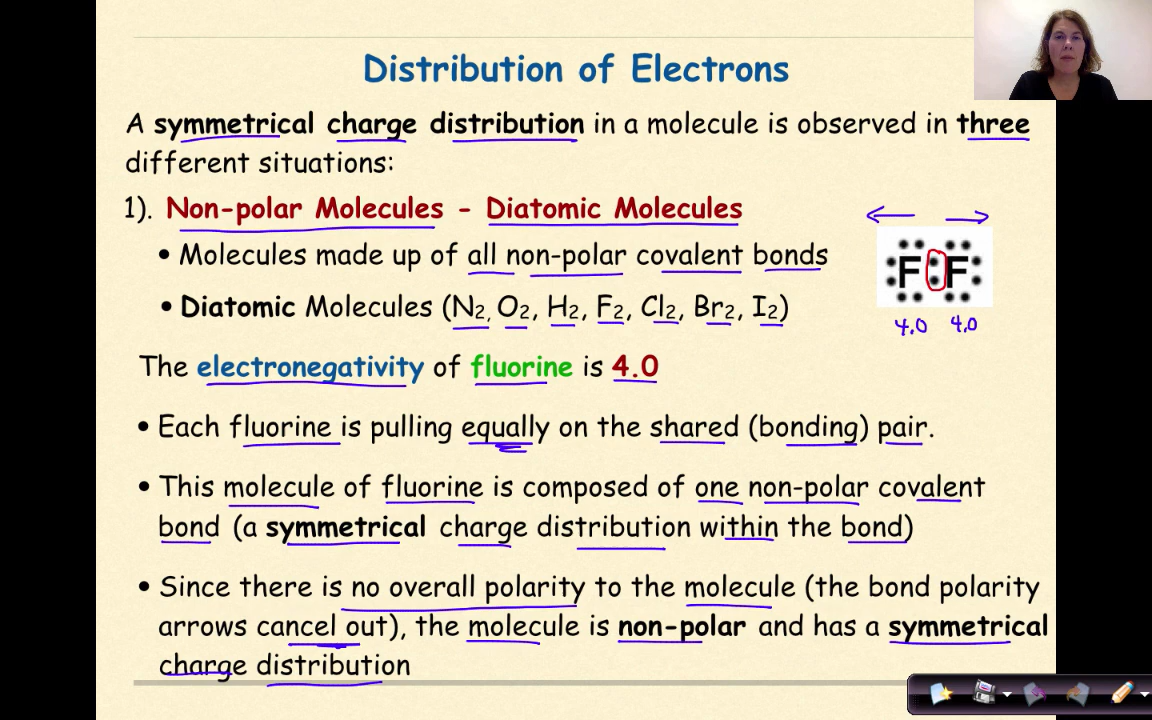 Distribution of Electrons
A symmetrical charge distribution in a molecule is observed in three
different situations:
1). Non-polar Molecules - Diatomic Molecules
• Molecules made up of all non-polar covalent bonds
F F
• Diatomic Molecules (N2, O2, H2, F2, Cl2, Br2, I2)
4.0 4.0
The electronegativity of fluorine is 4.0
• Each fluorine is pulling equally on the shared (bonding) pair.
• This molecule of fluorine is composed of one non-polar covalent
bond (a symmetrical charge distribution within the bond)
• Since there is no overall polarity to the molecule (the bond polarity
arrows cancel out), the molecule is non-polar and has a symmetrical
charge distribution